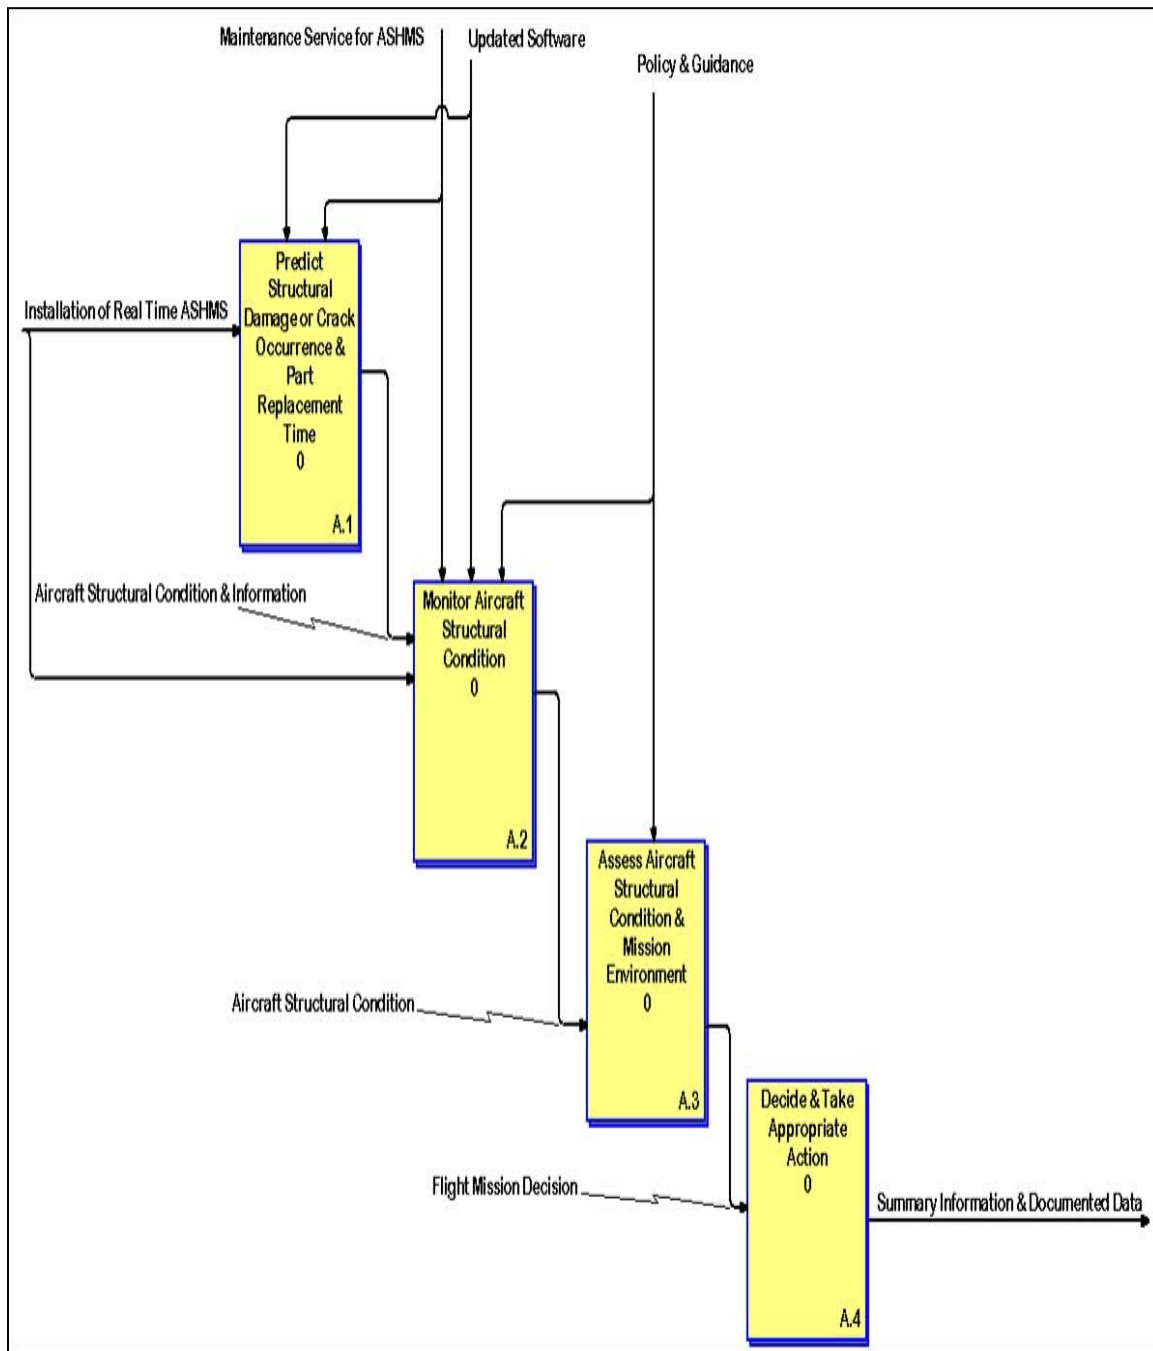 Maintenance Service for ASHMS
Updated Software
Policy & Guidance
Predict
Structural
Damage or Crack
Occurrence &
Part
Replacement
Time
0
A.1
Installation of Real Time ASHMS
Aircraft Structural Condition & Information
Monitor Aircraft
Structural
Condition
0
A.2
Assess Aircraft
Structural
Condition &
Mission
Environment
0
A.3
Aircraft Structural Condition
Decide & Take
Appropriate
Action
0
A.4
Flight Mission Decision
Summary Information & Documented Data